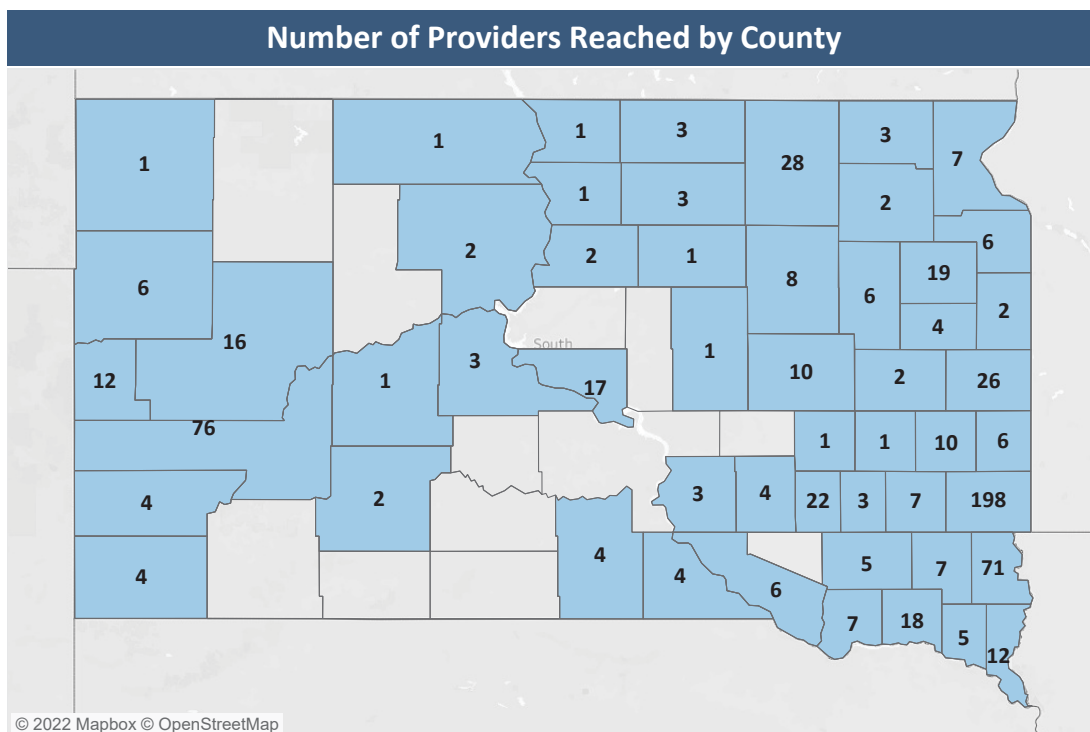 Number of Providers Reached by County
1 1 1 3 28 3 7
1 3 2
2 2 1 8 6 19 6
6 4 2
16 1
12 1 3 17 10 2 26
South
76 1 1 10 6
4 2 3 4 22 3 7 198
4 4 4 6 5 7 71
7 18 5 12
© 2022 Mapbox © OpenStreetMap